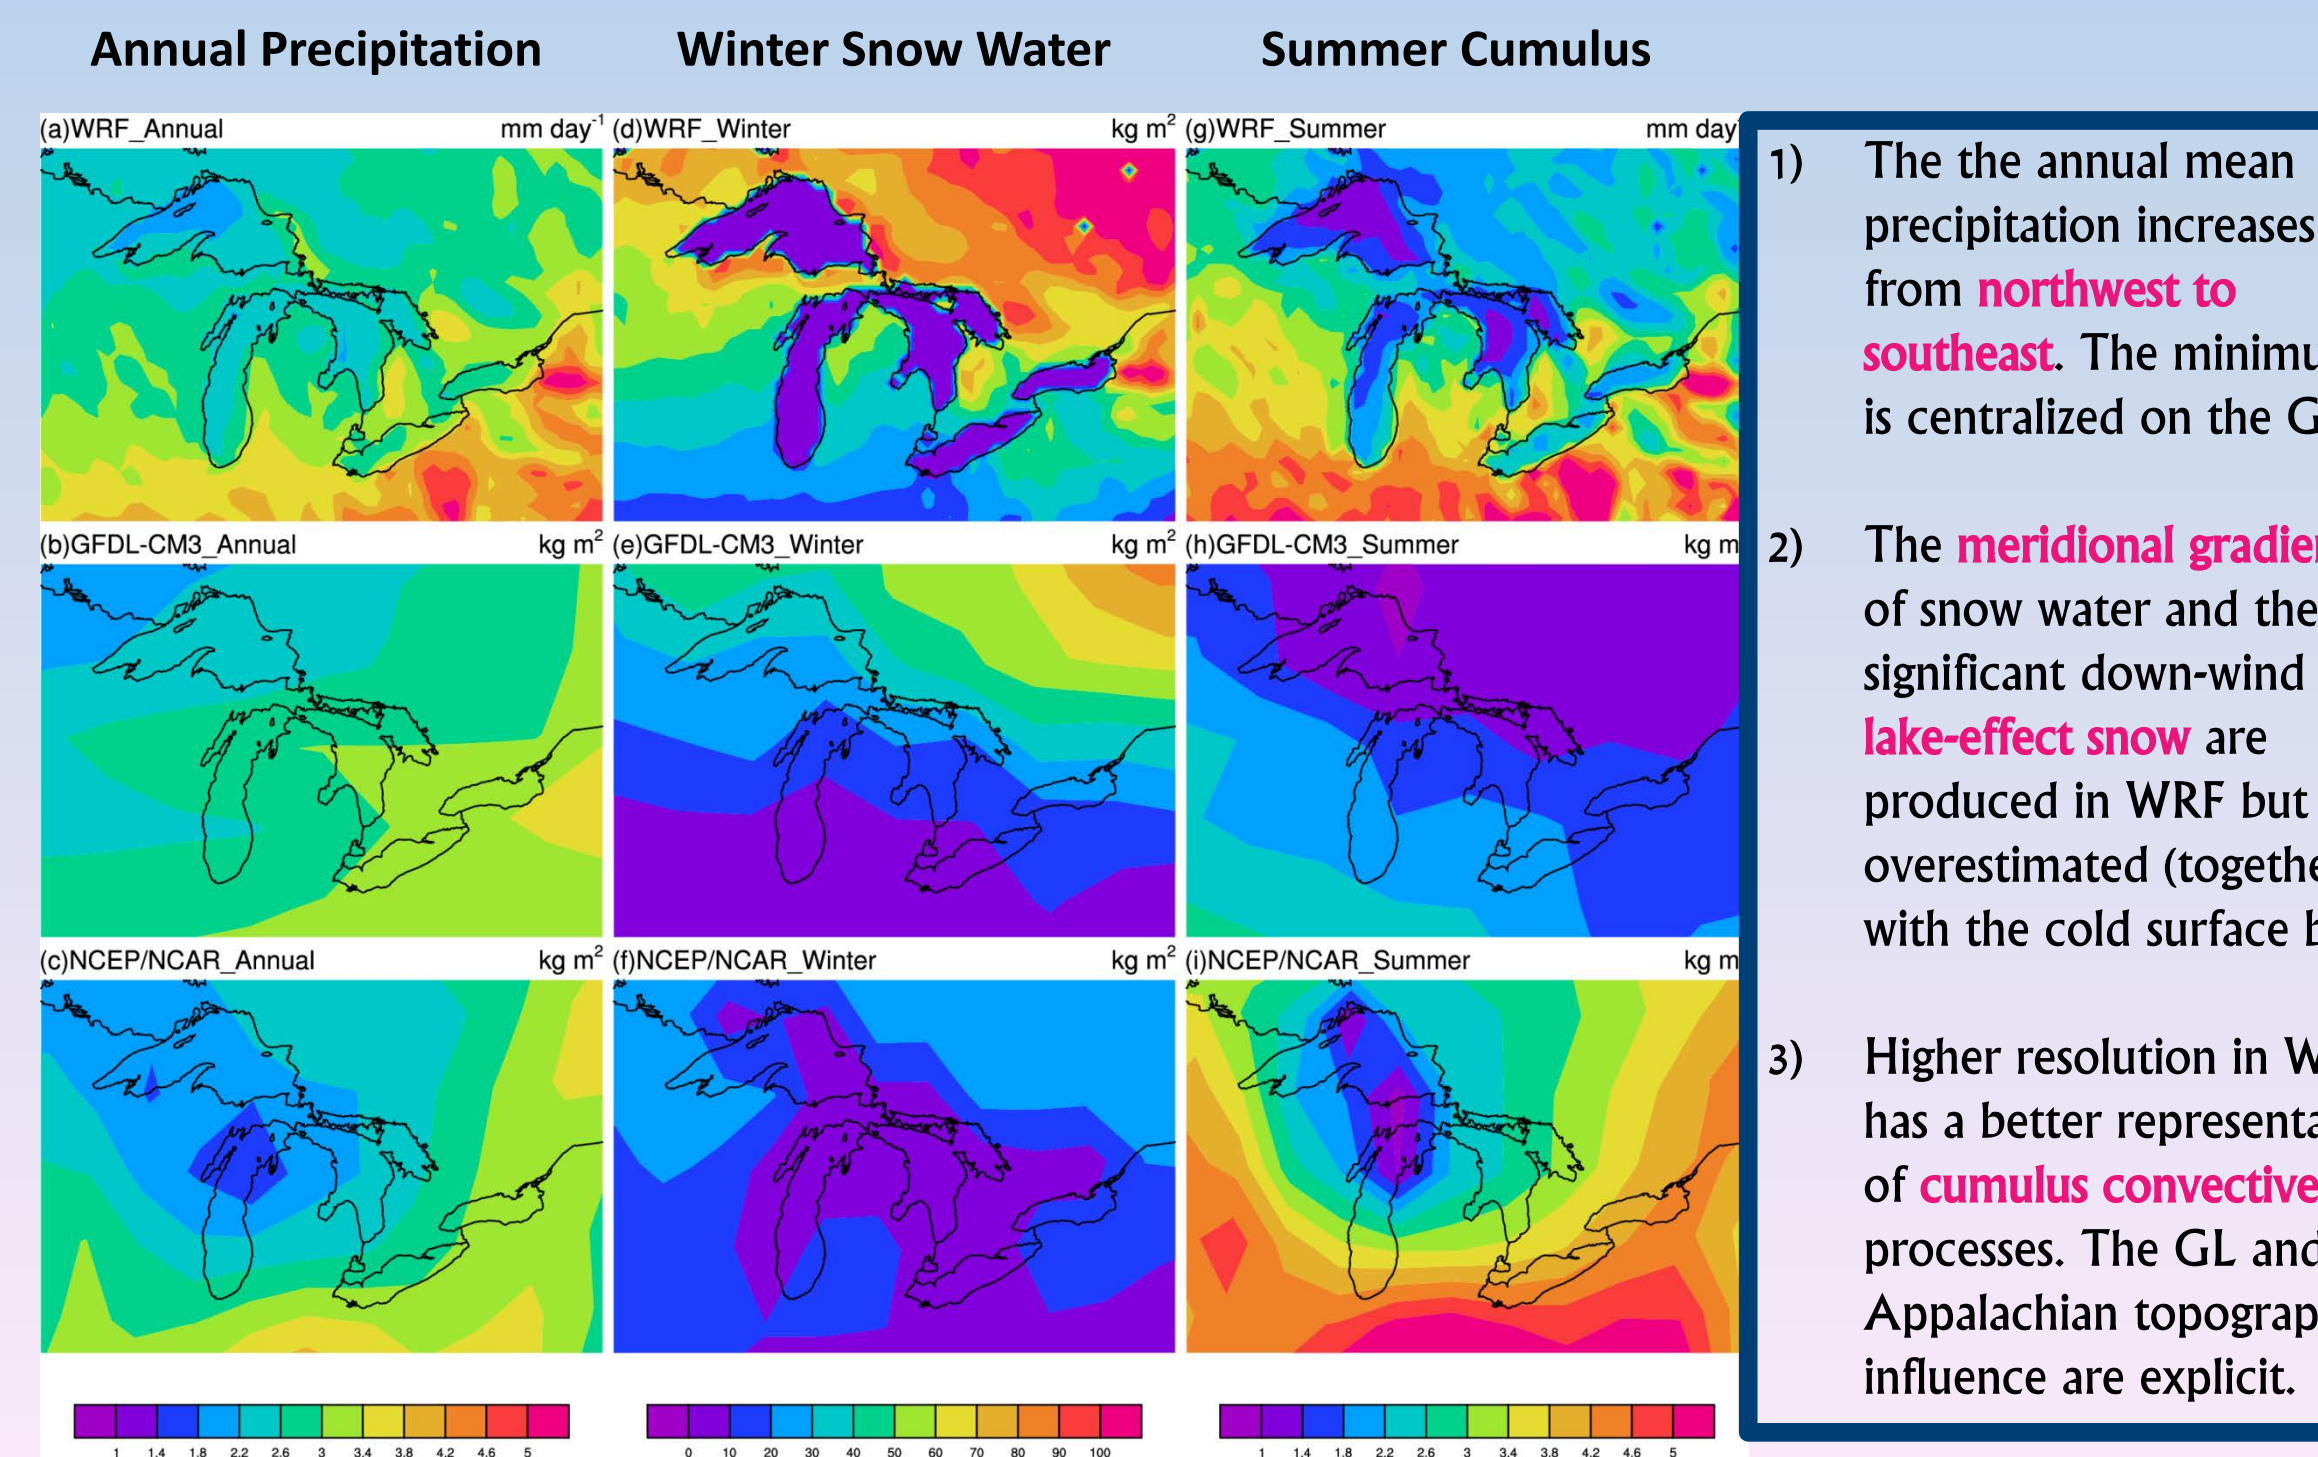 Annual Precipitation
Winter Snow Water
Summer Cumulus
(a)WRF_Annual mm day-1
(d)WRF_Winter kg m2
(g)WRF_Summer mm day
(b)GFDL-CM3_Annual kg m2
(e)GFDL-CM3_Winter kg m2
(h)GFDL-CM3_Summer kg m
(c)NCEP/NCAR_Annual kg m2
(f)NCEP/NCAR_Winter kg m2
(i)NCEP/NCAR_Summer kg m
1 1.4 1.8 2.2 2.6 3 3.4 3.8 4.2 4.6 5
0 10 20 30 40 50 60 70 80 90 100
1 1.4 1.8 2.2 2.6 3 3.4 3.8 4.2 4.6 5
1) The the annual mean
precipitation increases
from northwest to
southeast. The minimu
is centralized on the G
2) The meridional gradie
of snow water and the
significant down-wind
lake-effect snow are
produced in WRF but
overestimated (togethe
with the cold surface b
3) Higher resolution in W
has a better representa
of cumulus convective
processes. The GL and
Appalachian topograp
influence are explicit.